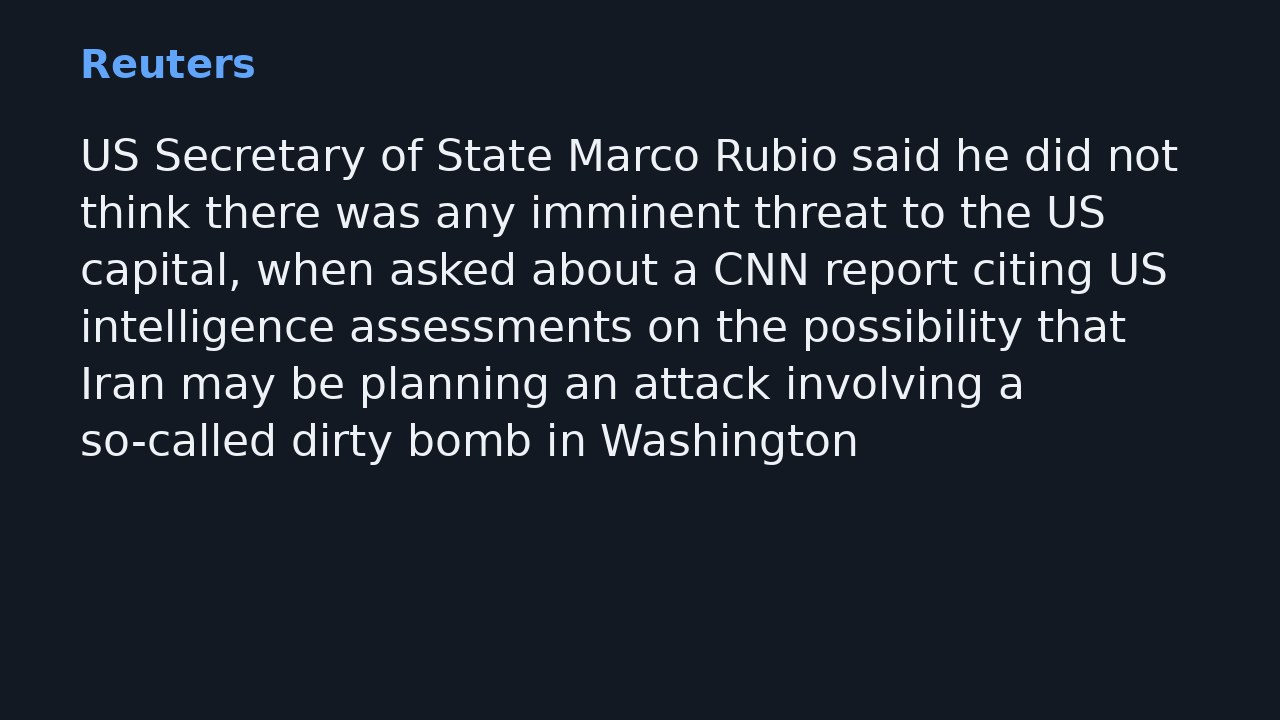 Reuters
US Secretary of State Marco Rubio said he did not
think there was any imminent threat to the US
capital, when asked about a CNN report citing US
intelligence assessments on the possibility that
Iran may be planning an attack involving a
so-called dirty bomb in Washington